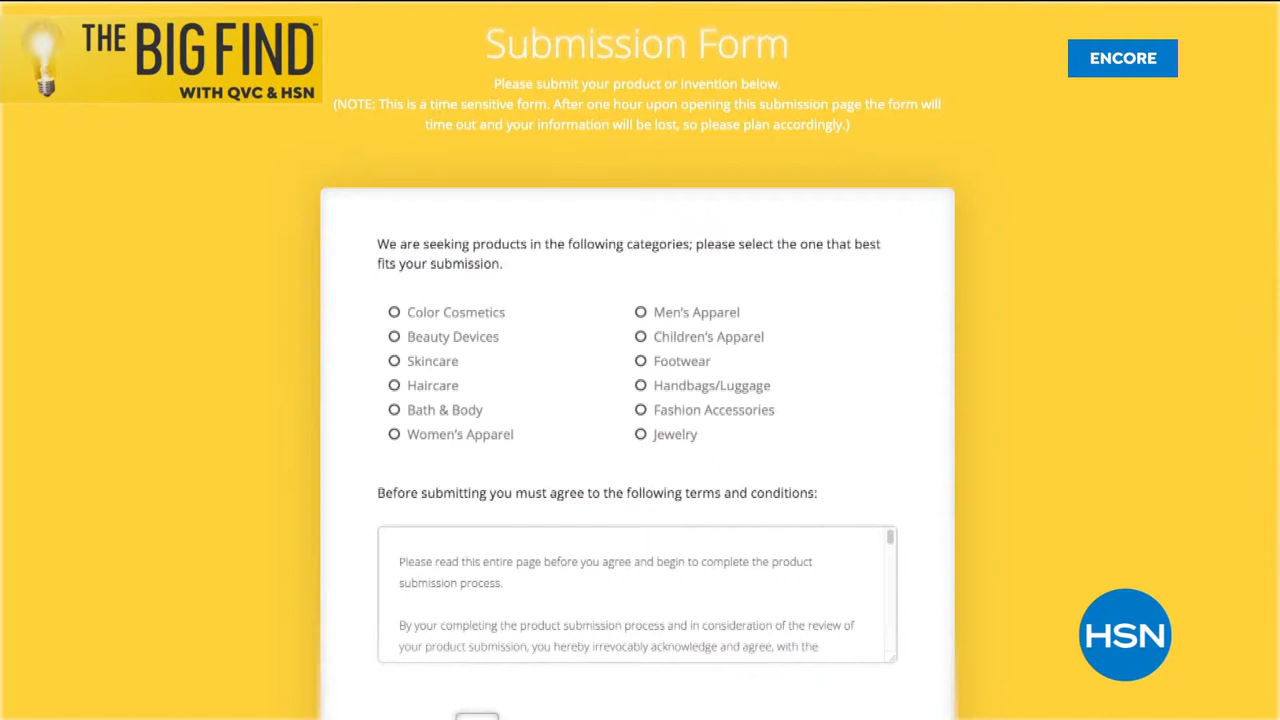 THE BIG FIND™
WITH QVC & HSN
Submission Form
ENCORE
Please submit your product or invention below.
(NOTE: This is a time sensitive form. After one hour upon opening this submission page the form will
time out and your information will be lost, so please plan accordingly.)
We are seeking products in the following categories; please select the one that best
fits your submission.
Color Cosmetics
Beauty Devices
Skincare
Haircare
Bath & Body
Women's Apparel
Men's Apparel
Children's Apparel
Footwear
Handbags/Luggage
Fashion Accessories
Jewelry
Before submitting you must agree to the following terms and conditions:
Please read this entire page before you agree and begin to complete the product
submission process.
By your completing the product submission process and in consideration of the review of
your product submission, you hereby irrevocably acknowledge and agree, with the
HSN